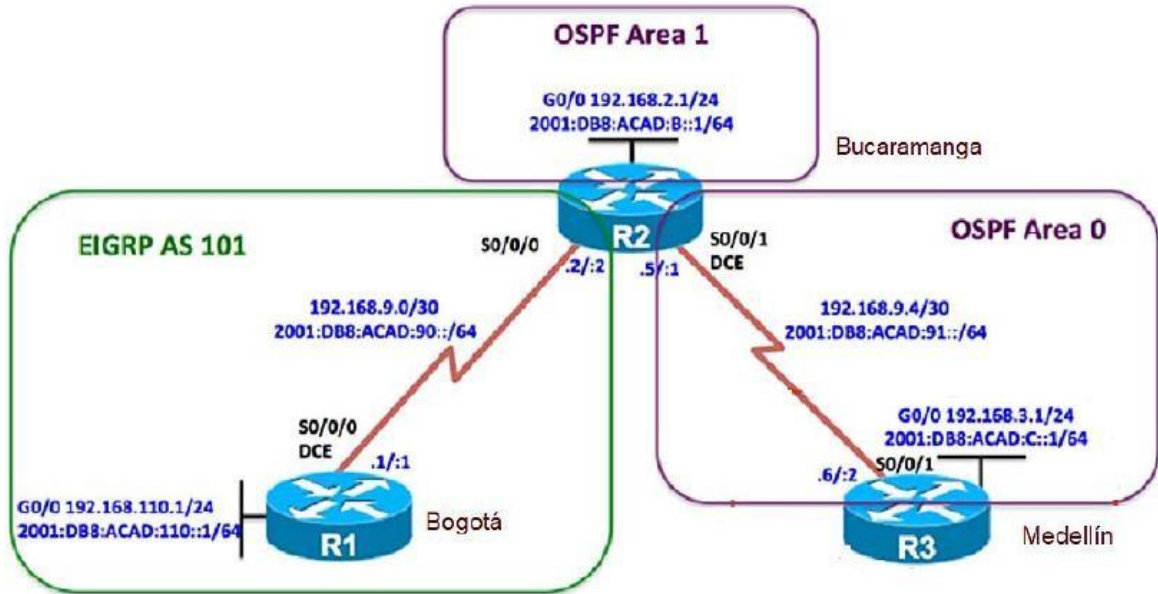 OSPF Area 1
G0/0 192.168.2.1/24
2001:DB8:ACAD:B::1/64
Bucaramanga
R2
EIGRP AS 101
S0/0/0
.2/:2
192.168.9.0/30
2001:DB8:ACAD:90::/64
S0/0/0
DCE
.1/:1
G0/0 192.168.110.1/24
2001:DB8:ACAD:110::1/64
R1
Bogotá
OSPF Area 0
S0/0/1
DCE
.5/:1
192.168.9.4/30
2001:DB8:ACAD:91::/64
G0/0 192.168.3.1/24
2001:DB8:ACAD:C::1/64
.6/:2
S0/0/1
R3
Medellín